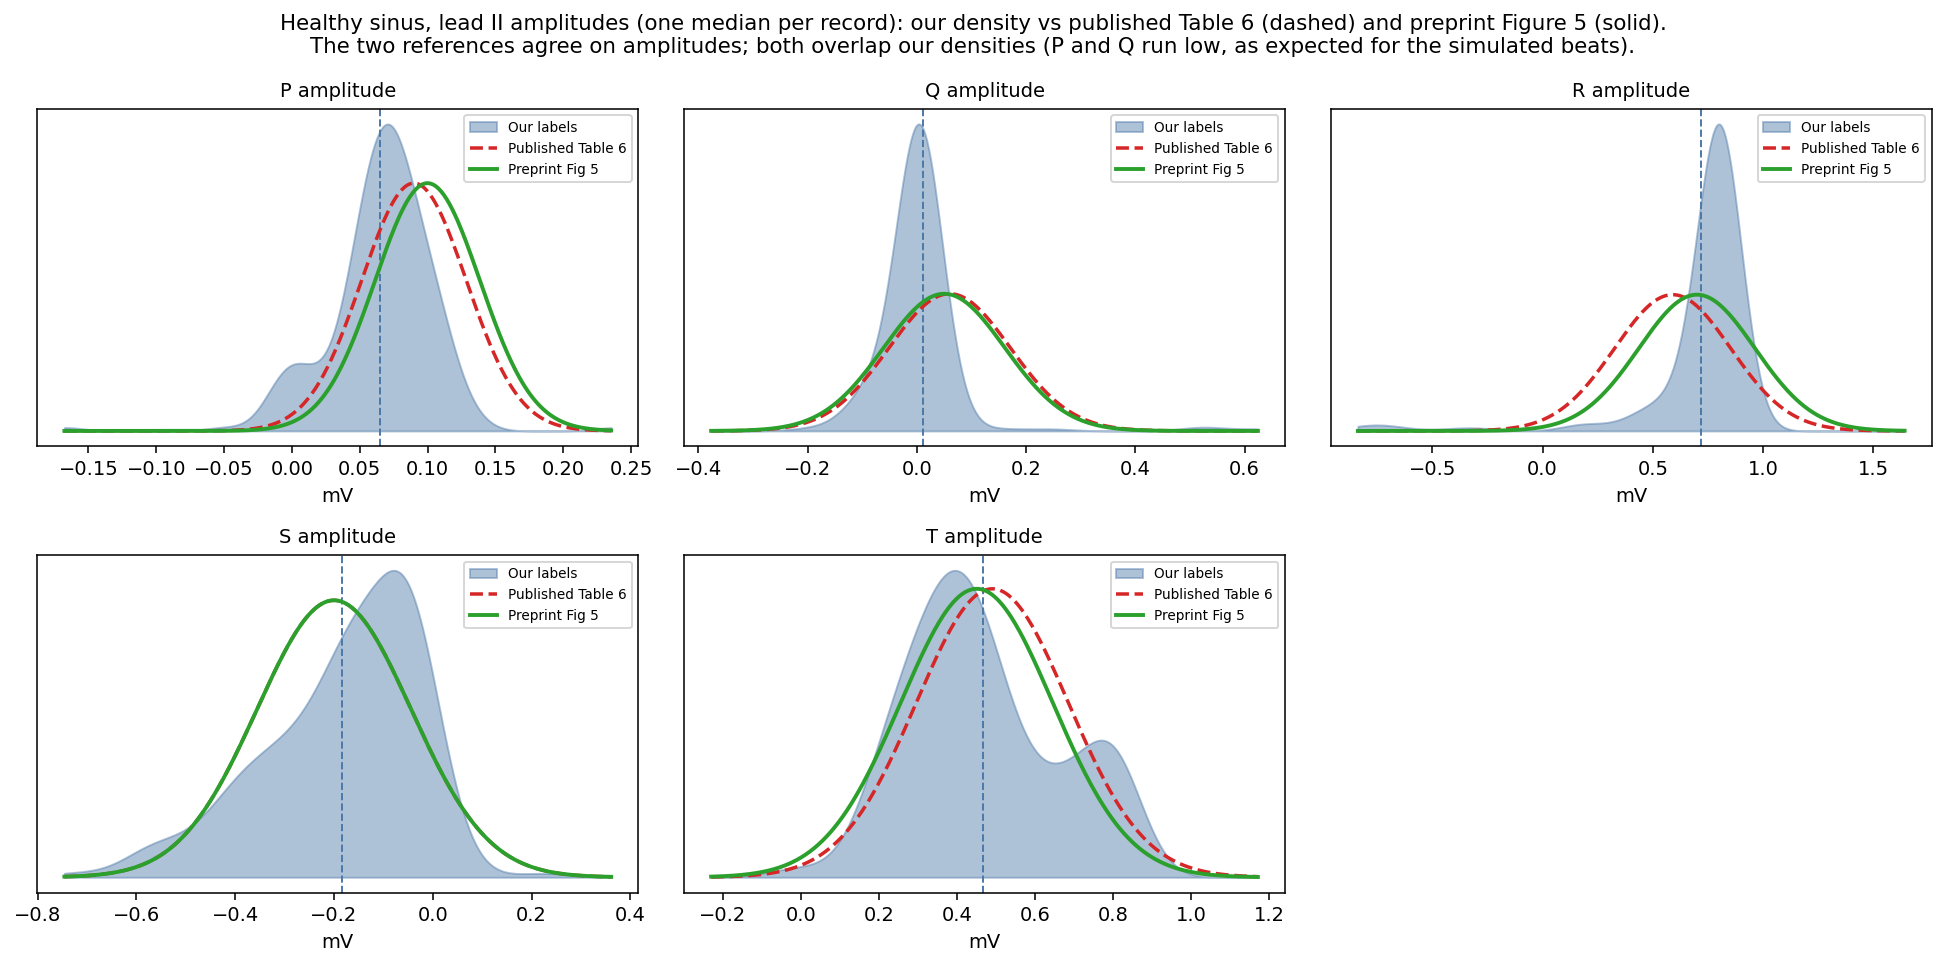 Healthy sinus, lead II amplitudes (one median per record): our density vs published Table 6 (dashed) and preprint Figure 5 (solid).
The two references agree on amplitudes; both overlap our densities (P and Q run low, as expected for the simulated beats).
P amplitude
Our labels
Published Table 6
Preprint Fig 5
−0.15 −0.10 −0.05 0.00 0.05 0.10 0.15 0.20 0.25
mV
Q amplitude
Our labels
Published Table 6
Preprint Fig 5
−0.4 −0.2 0.0 0.2 0.4 0.6
mV
R amplitude
Our labels
Published Table 6
Preprint Fig 5
−0.5 0.0 0.5 1.0 1.5
mV
S amplitude
Our labels
Published Table 6
Preprint Fig 5
−0.8 −0.6 −0.4 −0.2 0.0 0.2 0.4
mV
T amplitude
Our labels
Published Table 6
Preprint Fig 5
−0.2 0.0 0.2 0.4 0.6 0.8 1.0 1.2
mV